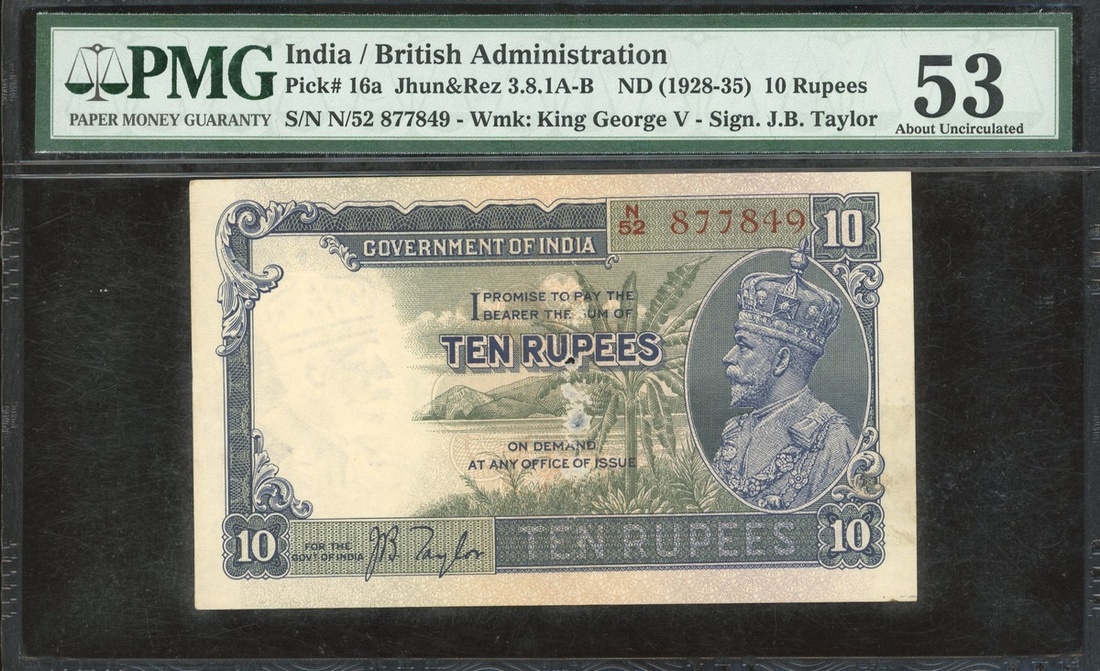 PMG
PAPER MONEY GUARANTY
India / British Administration
Pick# 16a Jhun&Rez 3.8.1A-B ND (1928-35) 10 Rupees
S/N N/52 877849 - Wmk: King George V - Sign. J.B. Taylor
53
About Uncirculated
N/52 877849
10
GOVERNMENT OF INDIA
I PROMISE TO PAY THE
BEARER THE UM OF
TEN RUPEES
ON DEMAND
AT ANY OFFICE OF ISSUE
10
FOR THE
GOVT OF INDIA
JB Taylor
TEN RUPEES
10